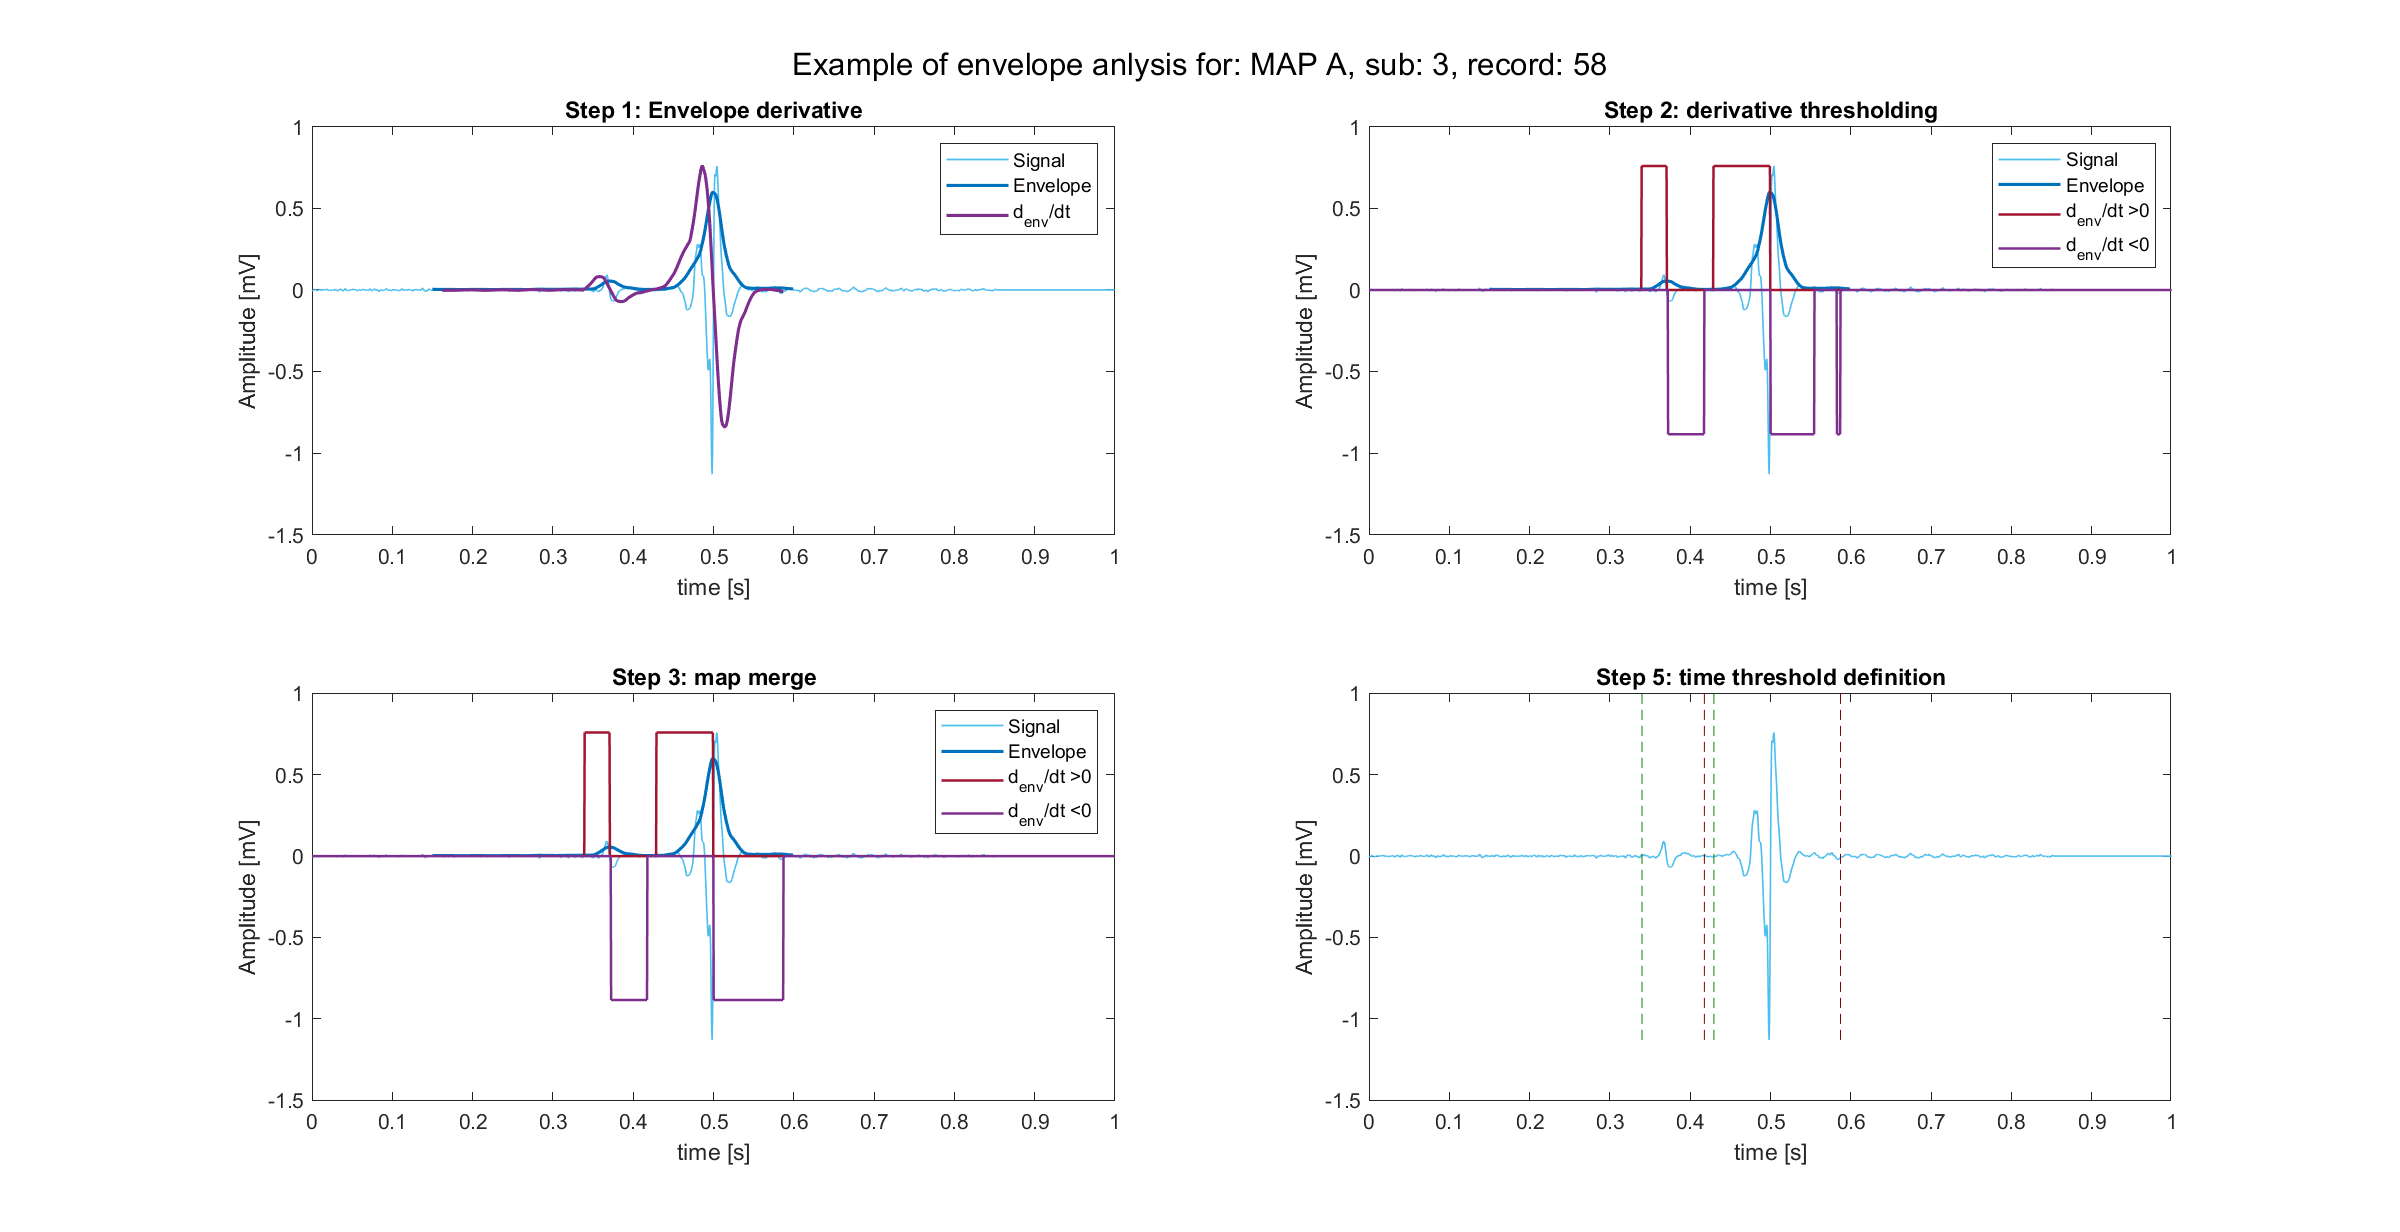 Example of envelope anlysis for: MAP A, sub: 3, record: 58
Step 1: Envelope derivative
1
0.5
0
-0.5
-1
-1.5
Amplitude [mV]
Signal
Envelope
d_env/dt
0 0.1 0.2 0.3 0.4 0.5 0.6 0.7 0.8 0.9 1
time [s]
Step 2: derivative thresholding
1
0.5
0
-0.5
-1
-1.5
Amplitude [mV]
Signal
Envelope
d_env/dt >0
d_env/dt <0
0 0.1 0.2 0.3 0.4 0.5 0.6 0.7 0.8 0.9 1
time [s]
Step 3: map merge
1
0.5
0
-0.5
-1
-1.5
Amplitude [mV]
Signal
Envelope
d_env/dt >0
d_env/dt <0
0 0.1 0.2 0.3 0.4 0.5 0.6 0.7 0.8 0.9 1
time [s]
Step 5: time threshold definition
1
0.5
0
-0.5
-1
-1.5
Amplitude [mV]
0 0.1 0.2 0.3 0.4 0.5 0.6 0.7 0.8 0.9 1
time [s]